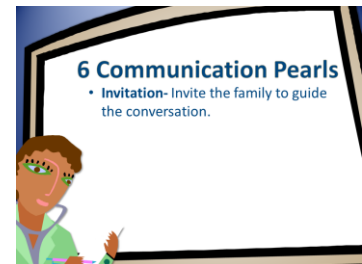 6 Communication Pearls
• Invitation- Invite the family to guide
the conversation.